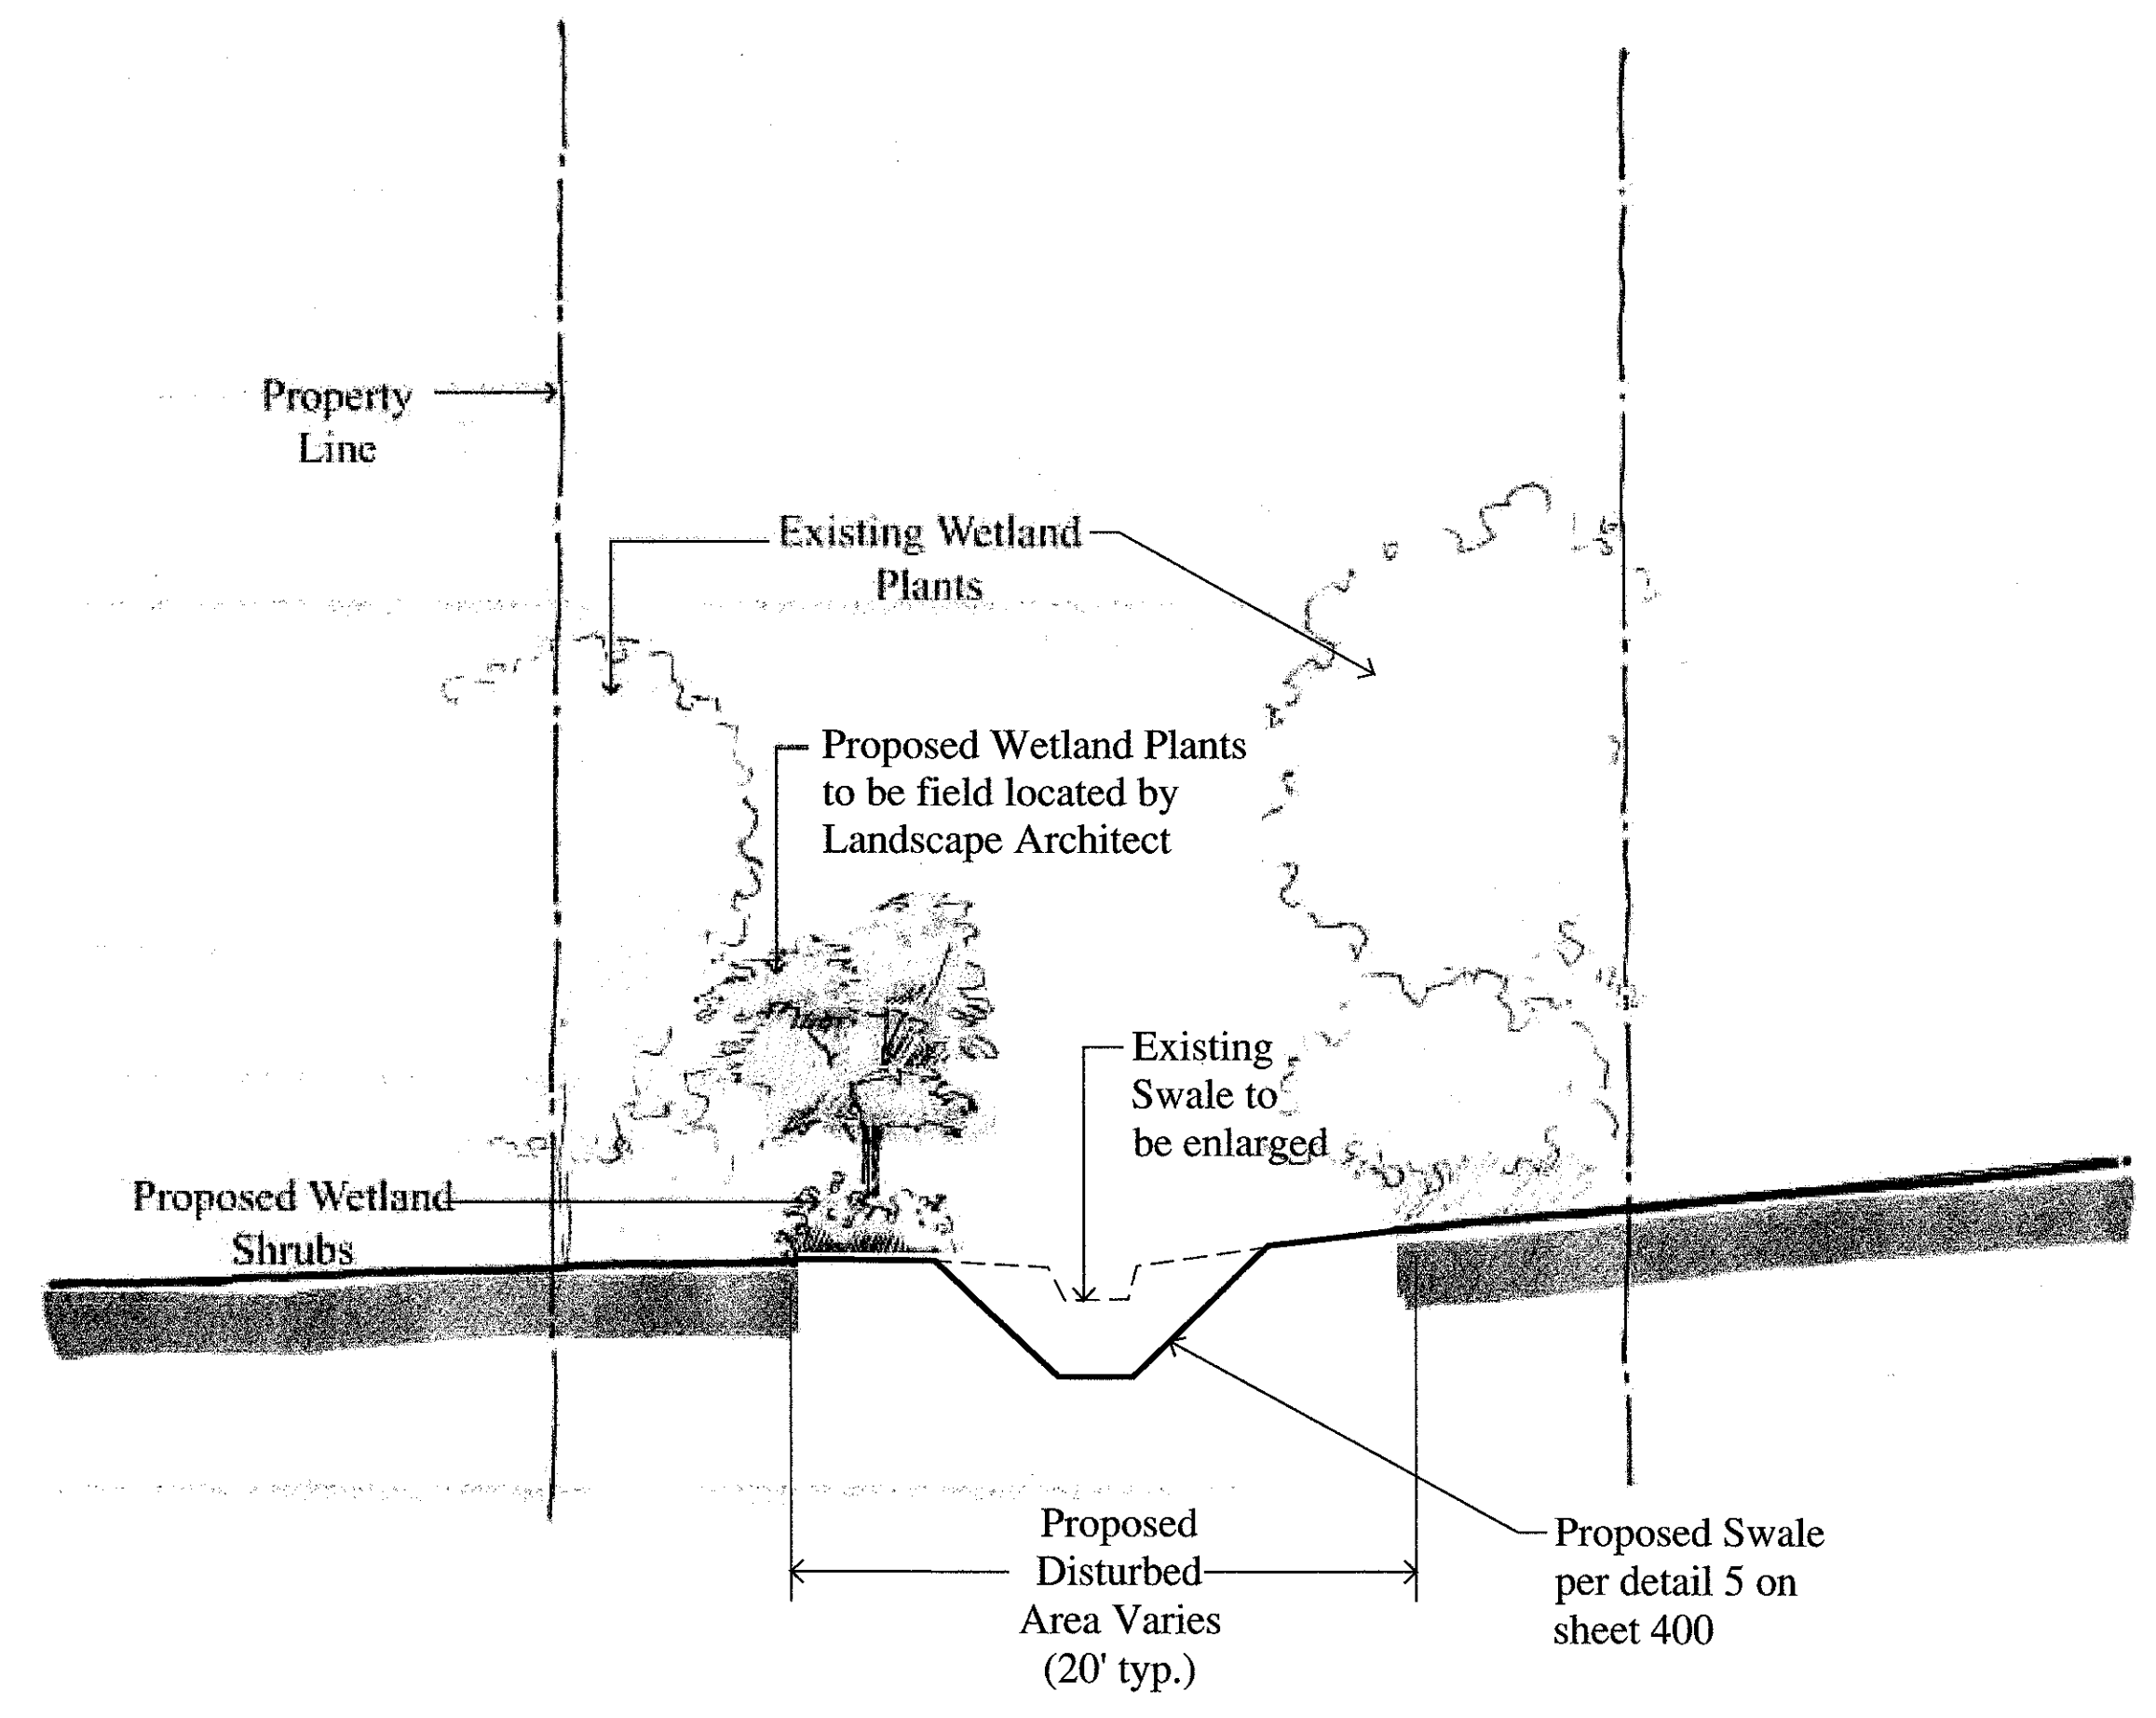 Property
Line
Existing Wetland
Plants
Proposed Wetland Plants
to be field located by
Landscape Architect
Existing
Swale to
be enlarged
Proposed Wetland
Shrubs
Proposed
Disturbed
Area Varies
(20' typ.)
Proposed Swale
per detail 5 on
sheet 400